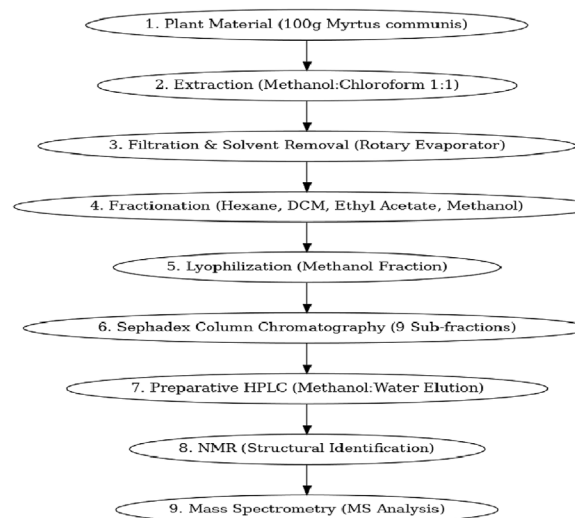 1. Plant Material (100g Myrtus communis)
2. Extraction (Methanol:Chloroform 1:1)
3. Filtration & Solvent Removal (Rotary Evaporator)
4. Fractionation (Hexane, DCM, Ethyl Acetate, Methanol)
5. Lyophilization (Methanol Fraction)
6. Sephadex Column Chromatography (9 Sub-fractions)
7. Preparative HPLC (Methanol:Water Elution)
8. NMR (Structural Identification)
9. Mass Spectrometry (MS Analysis)